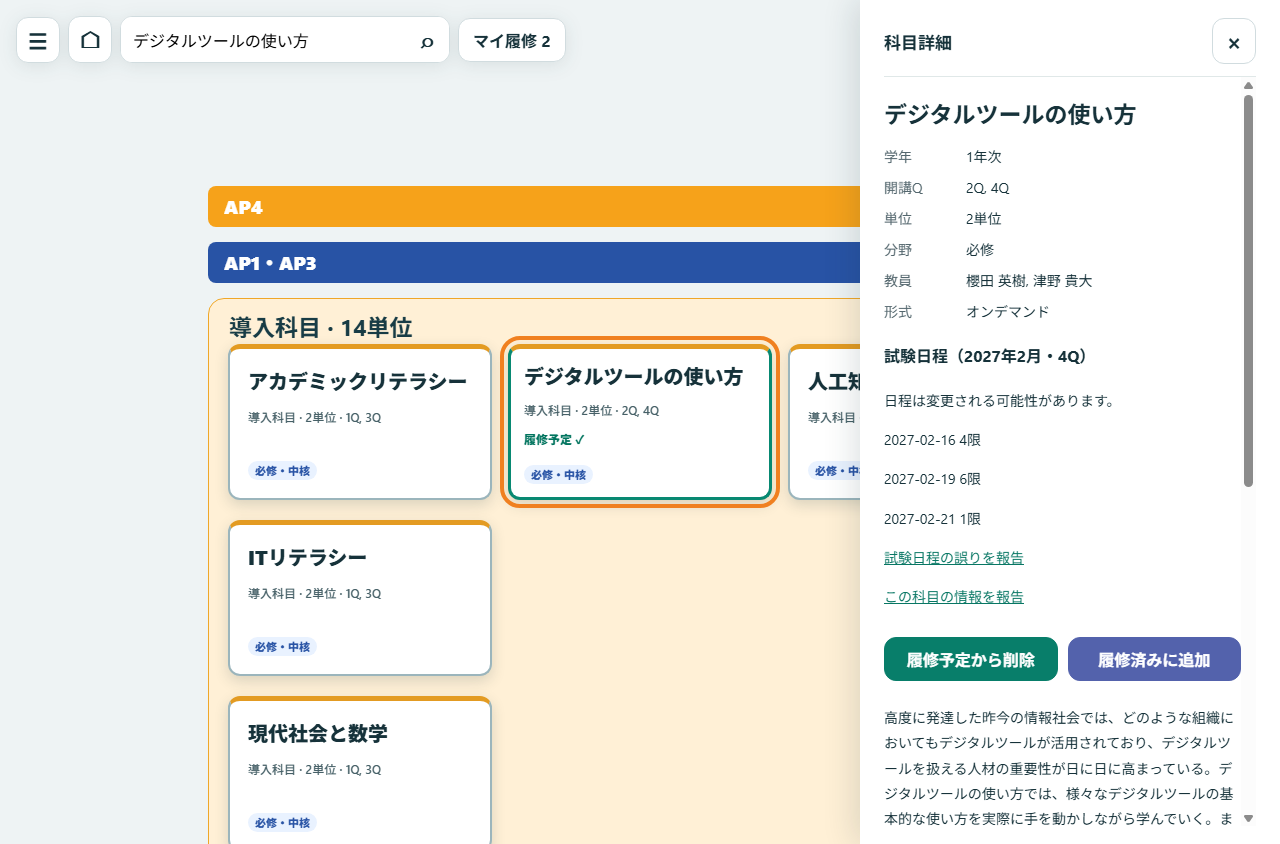 デジタルツールの使い方
マイ履修 2
AP4
AP1・AP3
導入科目 · 14単位
アカデミックリテラシー
導入科目 · 2単位 · 1Q, 3Q
必修・中核
デジタルツールの使い方
導入科目 · 2単位 · 2Q, 4Q
履修予定 ✓
必修・中核
人工知
導入科目
必修・中
ITリテラシー
導入科目 · 2単位 · 1Q, 3Q
必修・中核
現代社会と数学
導入科目 · 2単位 · 1Q, 3Q
必修・中核
科目詳細
×
デジタルツールの使い方
学年 1年次
開講Q 2Q, 4Q
単位 2単位
分野 必修
教員 櫻田 英樹, 津野 貴大
形式 オンデマンド
試験日程（2027年2月・4Q）
日程は変更される可能性があります。
2027-02-16 4限
2027-02-19 6限
2027-02-21 1限
試験日程の誤りを報告
この科目の情報を報告
履修予定から削除
履修済みに追加
高度に発達した昨今の情報社会では、どのような組織に
おいてもデジタルツールが活用されており、デジタルツ
ールを扱える人材の重要性が日に日に高まっている。デ
ジタルツールの使い方では、様々なデジタルツールの基
本的な使い方を実際に手を動かしながら学んでいく。ま